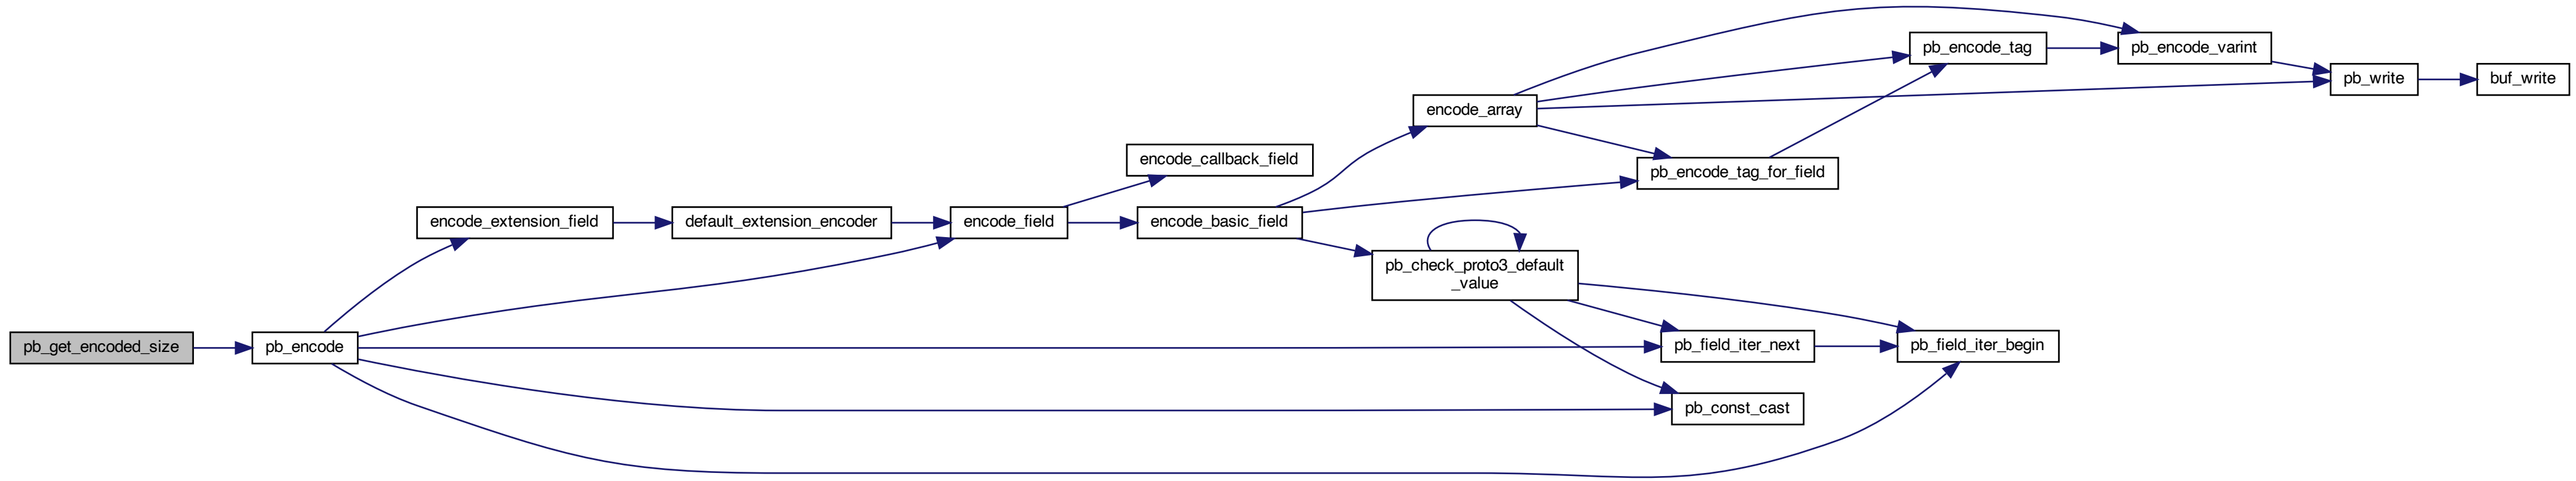 pb_get_encoded_size
pb_encode
encode_extension_field
default_extension_encoder
encode_field
encode_callback_field
encode_basic_field
encode_array
pb_check_proto3_default
_value
pb_encode_tag
pb_encode_tag_for_field
pb_field_iter_next
pb_const_cast
pb_field_iter_begin
pb_encode_varint
pb_write
buf_write